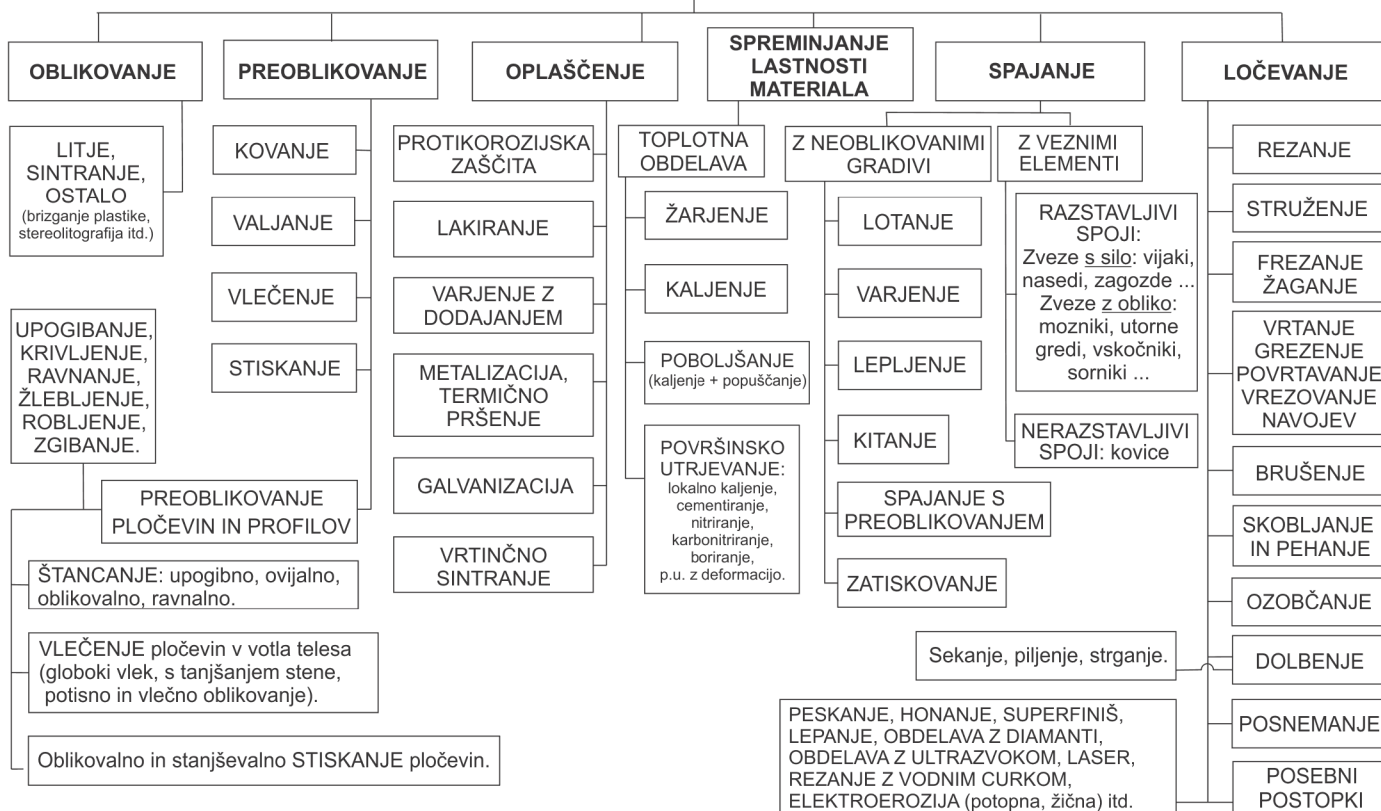 OBLIKOVANJE
LITJE,
SINTRANJE,
OSTALO
(brizganje plastike,
stereolitografija itd.)
PREOBLIKOVANJE
KOVANJE
VALJANJE
VLEČENJE
STISKANJE
PREOBLIKOVANJE
PLOČEVIN IN PROFILOV
UPOGIBANJE,
KRIVLJENJE,
RAVNANJE,
ŽLEBLJENJE,
ROBLJENJE,
ZGIBANJE.
ŠTANCANJE: upogibno, ovijalno,
oblikovalno, ravnalno.
VLEČENJE pločevin v votla telesa
(globoki vlek, s tanjšanjem stene,
potisno in vlečno oblikovanje).
Oblikovalno in stanjševalno STISKANJE pločevin.
OPLAŠČENJE
PROTIKOROZIJSKA
ZAŠČITA
LAKIRANJE
VARJENJE Z
DODAJANJEM
METALIZACIJA,
TERMIČNO
PRŠENJE
GALVANIZACIJA
VRTINČNO
SINTRANJE
SPREMINJANJE
LASTNOSTI
MATERIALA
TOPLOTNA
OBDELAVA
ŽARJENJE
KALJENJE
POBOLJŠANJE
(kaljenje + popuščanje)
POVRŠINSKO
UTRJEVANJE:
lokalno kaljenje,
cementiranje,
nitriranje,
karbonitriranje,
boriranje,
p.u. z deformacijo.
SPAJANJE
Z NEOBLIKOVANIMI
GRADIVI
LOTANJE
VARJENJE
LEPLJENJE
KITANJE
SPAJANJE S
PREOBLIKOVANJEM
ZATISKOVANJE
Z VEZNIMI
ELEMENTI
RAZSTAVLJIVI
SPOJI:
Zveze s silo: vijaki,
nasedi, zagozde ...
Zveze z obliko:
mozniki, utorne
gredi, vskočniki,
sorniki ...
NERAZSTAVLJIVI
SPOJI: kovice
LOČEVANJE
REZANJE
STRUŽENJE
FREZANJE
ŽAGANJE
VRTANJE
GREZENJE
POVRTAVANJE
VREZOVANJE
NAVOJEV
BRUŠENJE
SKOBLJANJE
IN PEHANJE
OZOBČANJE
DOLBENJE
Sekanje, piljenje, strganje.
POSNEMANJE
POSEBNI
POSTOPKI
PESKANJE, HONANJE, SUPERFINIŠ,
LEPANJE, OBDELAVA Z DIAMANTI,
OBDELAVA Z ULTRAZVOKOM, LASER,
REZANJE Z VODNIM CURKOM,
ELEKTROEROZIJA (potopna, žična) itd.